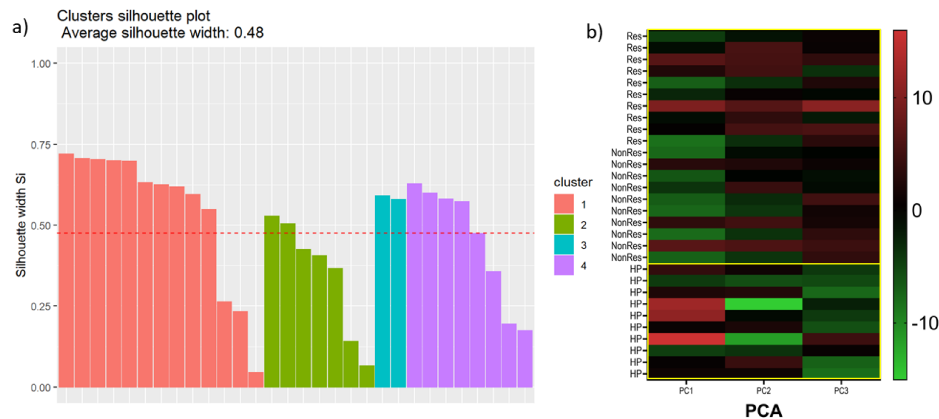 a)
Clusters silhouette plot
Average silhouette width: 0.48
Silhouette width Si
1.00
0.75
0.50
0.25
0.00
cluster
1
2
3
4
b)
Res
Res
Res
Res
Res
Res
Res
Res
Res
Res
NonRes
NonRes
NonRes
NonRes
NonRes
NonRes
NonRes
NonRes
NonRes
NonRes
HP
HP
HP
HP
HP
HP
HP
HP
HP
HP
PC1 PC2 PC3
PCA
10
0
-10